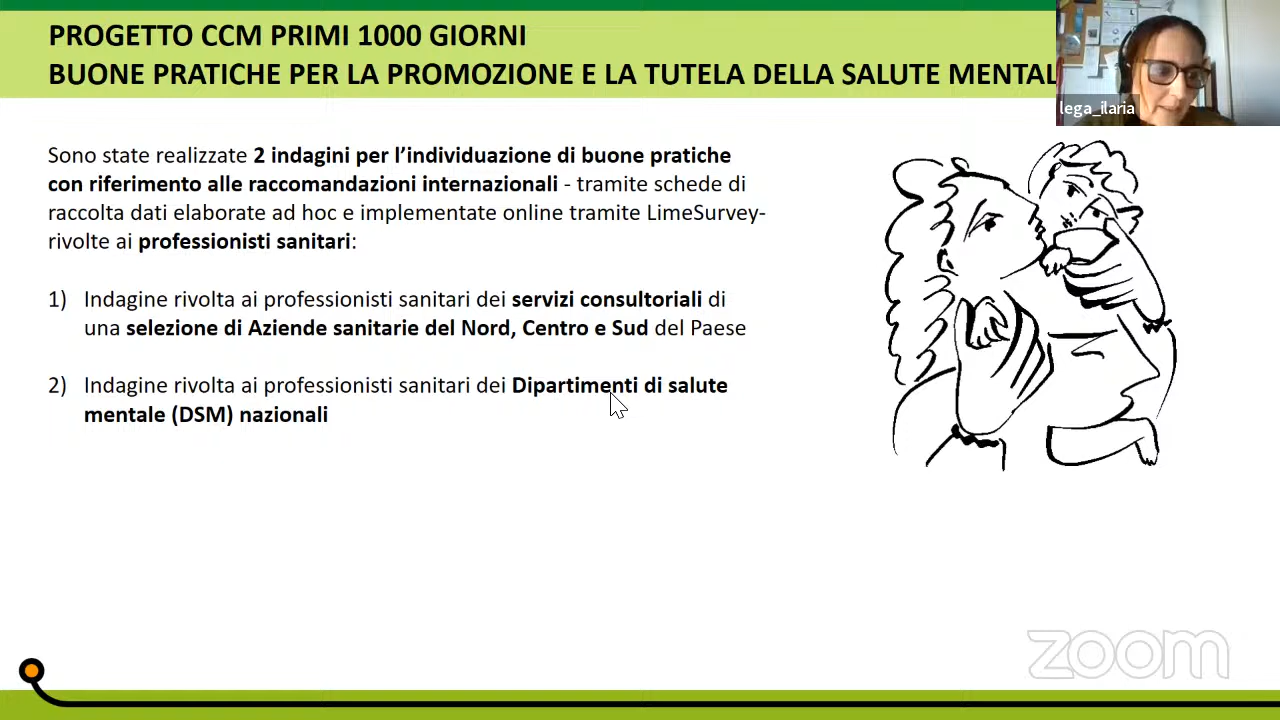 PROGETTO CCM PRIMI 1000 GIORNI
BUONE PRATICHE PER LA PROMOZIONE E LA TUTELA DELLA SALUTE MENTAL
lega_ilaria
Sono state realizzate 2 indagini per l’individuazione di buone pratiche
con riferimento alle raccomandazioni internazionali - tramite schede di
raccolta dati elaborate ad hoc e implementate online tramite LimeSurvey-
rivolte ai professionisti sanitari:
1) Indagine rivolta ai professionisti sanitari dei servizi consultoriali di
una selezione di Aziende sanitarie del Nord, Centro e Sud del Paese
2) Indagine rivolta ai professionisti sanitari dei Dipartimenti di salute
mentale (DSM) nazionali
zoom